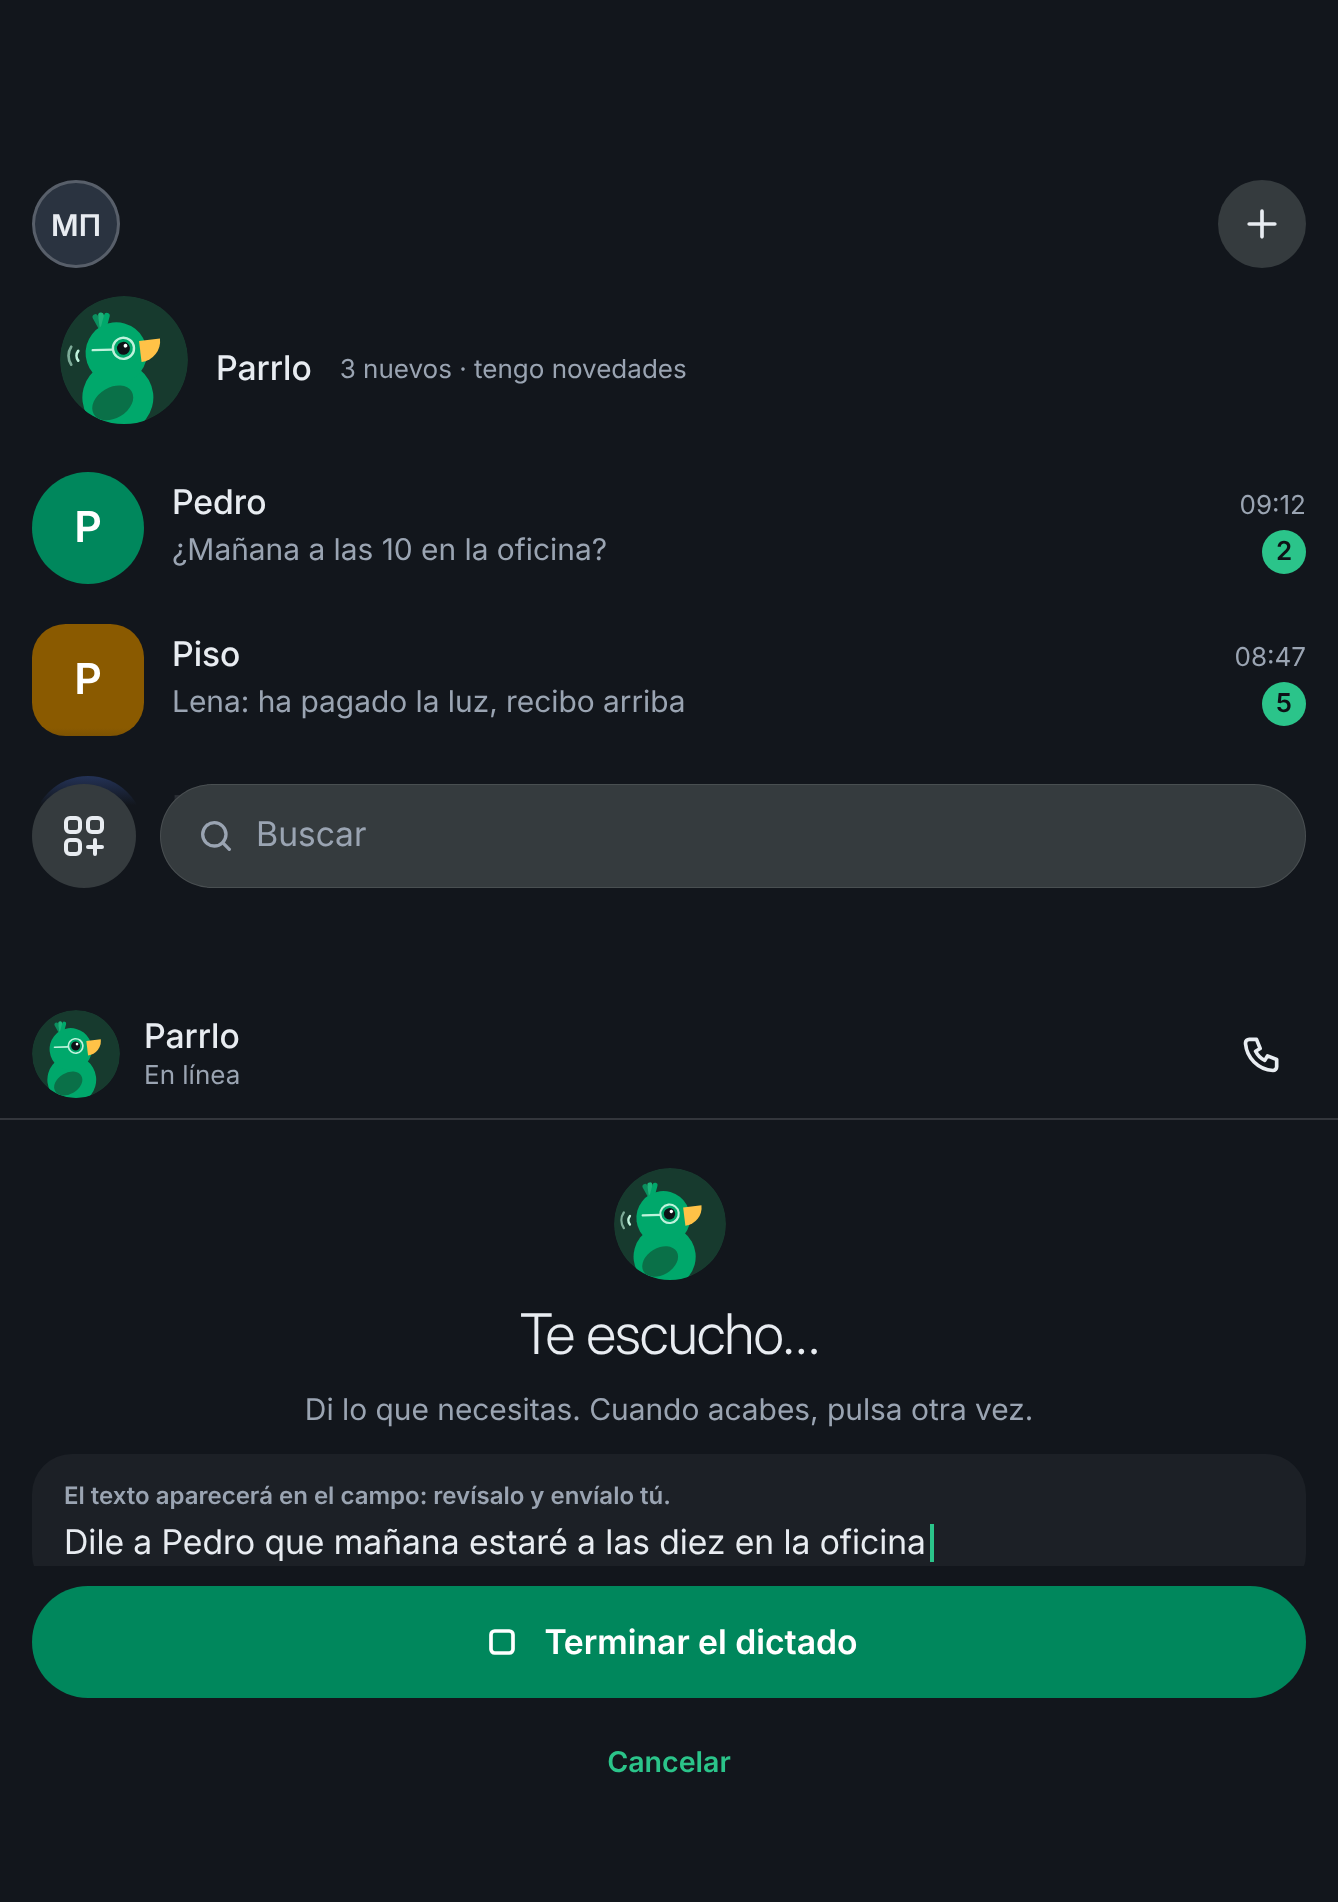 МП
Parrlo 3 nuevos · tengo novedades
P
Pedro
09:12
¿Mañana a las 10 en la oficina?
2
P
Piso
08:47
Lena: ha pagado la luz, recibo arriba
5
Buscar
Parrlo
En línea
Te escucho...
Di lo que necesitas. Cuando acabes, pulsa otra vez.
El texto aparecerá en el campo: revísalo y envíalo tú.
Dile a Pedro que mañana estaré a las diez en la oficina
Terminar el dictado
Cancelar